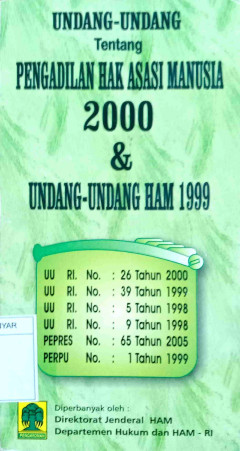 UNDANG-UNDANG
Tentang
PENGADILAN HAK ASASI MANUSIA
2000
&
UNDANG-UNDANG HAM 1999
UU RI. No. : 26 Tahun 2000
UU RI. No. : 39 Tahun 1999
UU RI. No. : 5 Tahun 1998
UU RI. No. : 9 Tahun 1998
PEPRES No. : 65 Tahun 2005
PERPU No. : 1 Tahun 1999
YAR
Diperbanyak oleh :
Direktorat Jenderal HAM
Departemen Hukum dan HAM - RI
PENGAYOMAN